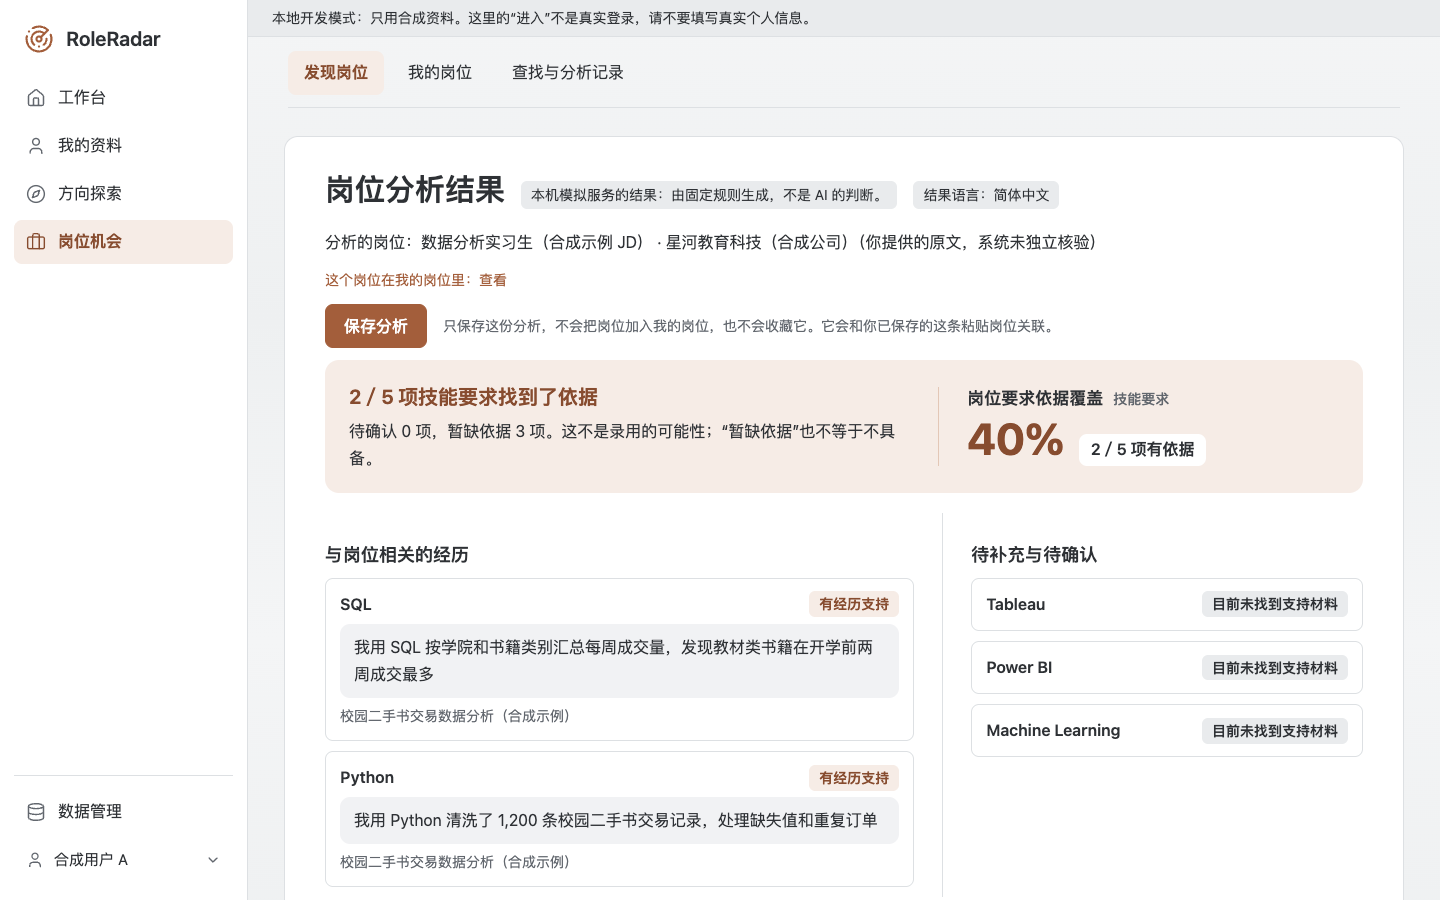 RoleRadar
工作台
我的资料
方向探索
岗位机会
数据管理
合成用户 A
本地开发模式：只用合成资料。这里的“进入”不是真实登录，请不要填写真实个人信息。
发现岗位
我的岗位
查找与分析记录
岗位分析结果
本机模拟服务的结果：由固定规则生成，不是 AI 的判断。
结果语言：简体中文
分析的岗位：数据分析实习生（合成示例 JD） · 星河教育科技（合成公司）（你提供的原文，系统未独立核验）
这个岗位在我的岗位里：查看
保存分析
只保存这份分析，不会把岗位加入我的岗位，也不会收藏它。它会和你已保存的这条粘贴岗位关联。
2 / 5 项技能要求找到了依据
待确认 0 项，暂缺依据 3 项。这不是录用的可能性；“暂缺依据”也不等于不具
备。
岗位要求依据覆盖 技能要求
40%
2 / 5 项有依据
与岗位相关的经历
SQL
有经历支持
我用 SQL 按学院和书籍类别汇总每周成交量，发现教材类书籍在开学前两
周成交最多
校园二手书交易数据分析（合成示例）
Python
有经历支持
我用 Python 清洗了 1,200 条校园二手书交易记录，处理缺失值和重复订单
校园二手书交易数据分析（合成示例）
待补充与待确认
Tableau
目前未找到支持材料
Power BI
目前未找到支持材料
Machine Learning
目前未找到支持材料